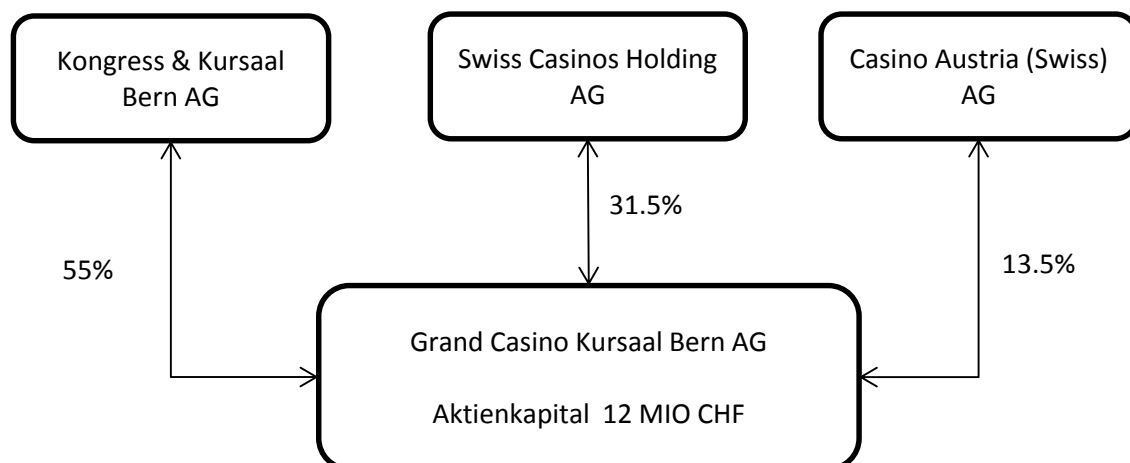 Kongress & Kursaal
Bern AG
Swiss Casinos Holding
AG
Casino Austria (Swiss)
AG
31.5%
55%
13.5%
Grand Casino Kursaal Bern AG
Aktienkapital 12 MIO CHF